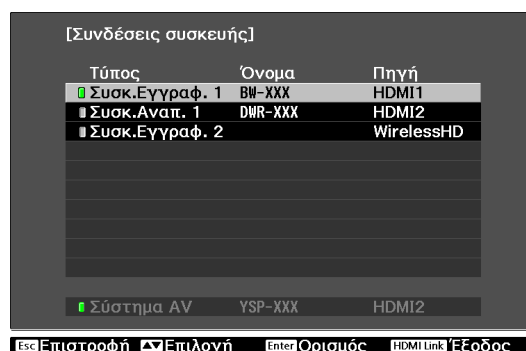 [Συνδέσεις συσκευής]
Τύπος Όνομα Πηγή
Συσκ.Εγγραφ. 1 BW-XXX HDMI1
Συσκ.Αναπ. 1 DWR-XXX HDMI2
Συσκ.Εγγραφ. 2 WirelessHD
Σύστημα AV YSP-XXX HDMI2
Esc Επιστροφή Επιλογή Enter Ορισμός HDMI Link Έξοδος